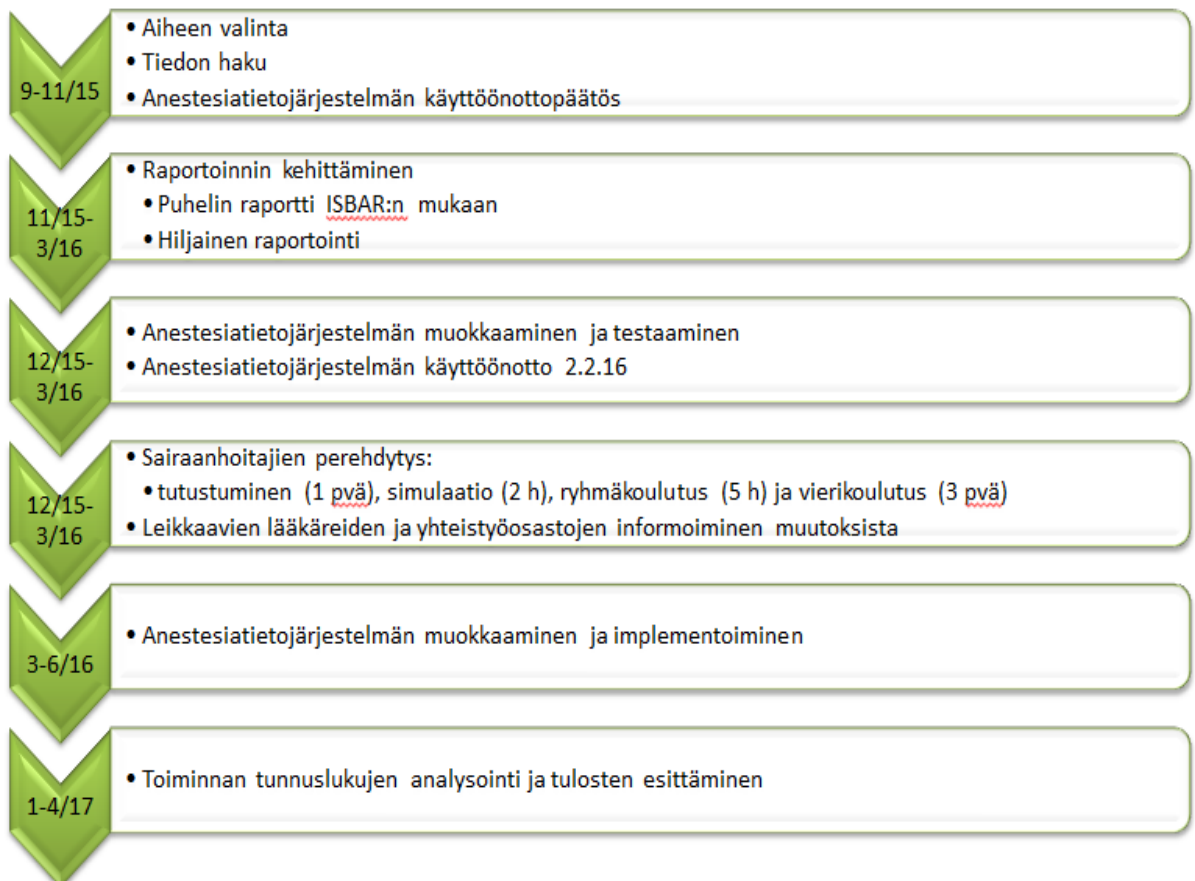 9-11/15
• Aiheen valinta
• Tiedon haku
• Anestesiatietojärjestelmän käyttöönottopäätös
11/15-
3/16
• Raportoinnin kehittäminen
• Puhelin raportti ISBAR:n mukaan
• Hiljainen raportointi
12/15-
3/16
• Anestesiatietojärjestelmän muokkaaminen ja testaaminen
• Anestesiatietojärjestelmän käyttöönotto 2.2.16
12/15-
3/16
• Sairaanhoitajien perehdytys:
• tutustuminen (1 pvä), simulaatio (2 h), ryhmäkoulutus (5 h) ja vierikoulutus (3 pvä)
• Leikkaavien lääkäreiden ja yhteistyöosastojen informoiminen muutoksista
3-6/16
• Anestesiatietojärjestelmän muokkaaminen ja implementoiminen
1-4/17
• Toiminnan tunnuslukujen analysointi ja tulosten esittäminen